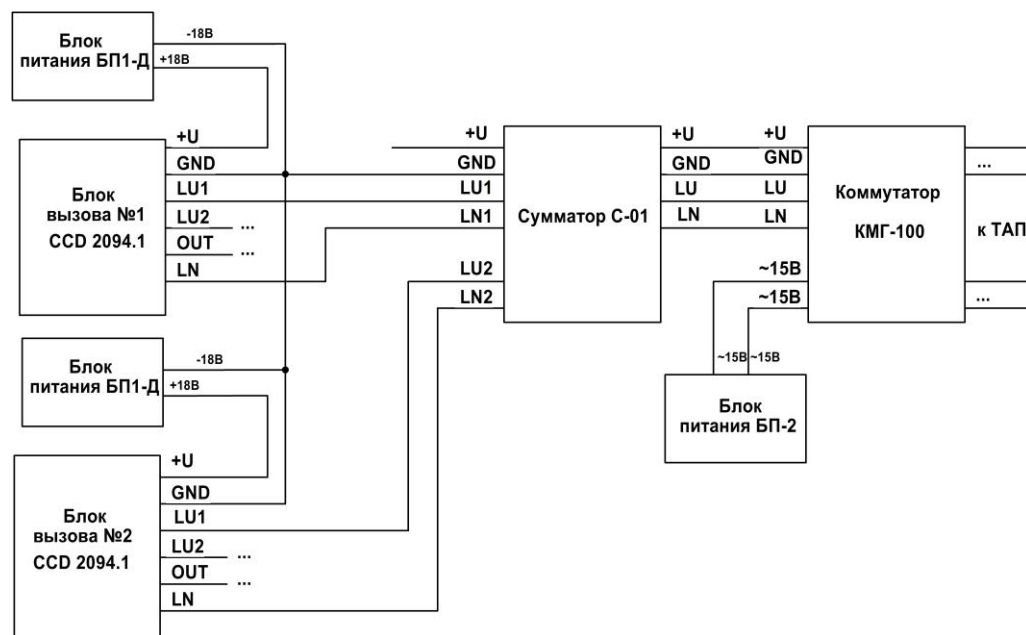 Блок
питания БП1-Д
-18В
+18В
+U
GND
LU1
LU2
...
OUT
...
LN
Блок
вызова №1
CCD 2094.1
Блок
питания БП1-Д
-18В
+18В
+U
GND
LU1
LU2
...
OUT
...
LN
Блок
вызова №2
CCD 2094.1
+U
GND
LU1
LN1
LU2
LN2
Сумматор С-01
+U
GND
LU
LN
+U
GND
LU
LN
~15В
~15В
Коммутатор
КМГ-100
...
к ТАП
...
~15В
~15В
Блок
питания БП-2